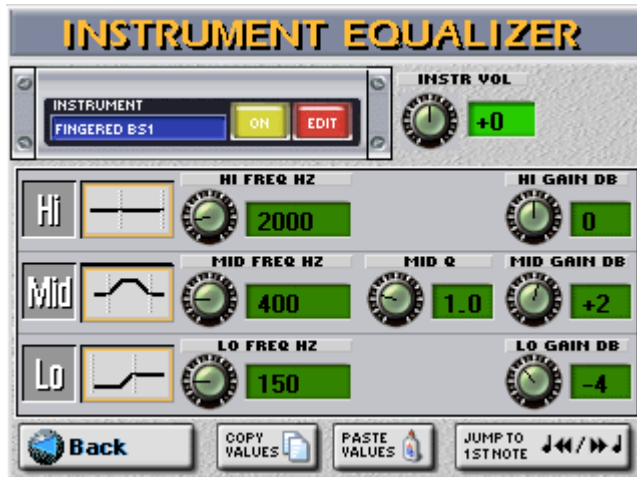 INSTRUMENT EQUALIZER
INSTR VOL
INSTRUMENT
FINGERED BS1
ON
EDIT
+0
HI FREQ HZ
HI GAIN DB
Hi
2000
0
MID FREQ HZ
MID Q
MID GAIN DB
Mid
400
1.0
+2
LO FREQ HZ
LO GAIN DB
Lo
150
-4
Back
COPY
VALUES
PASTE
VALUES
JUMP TO
1ST NOTE